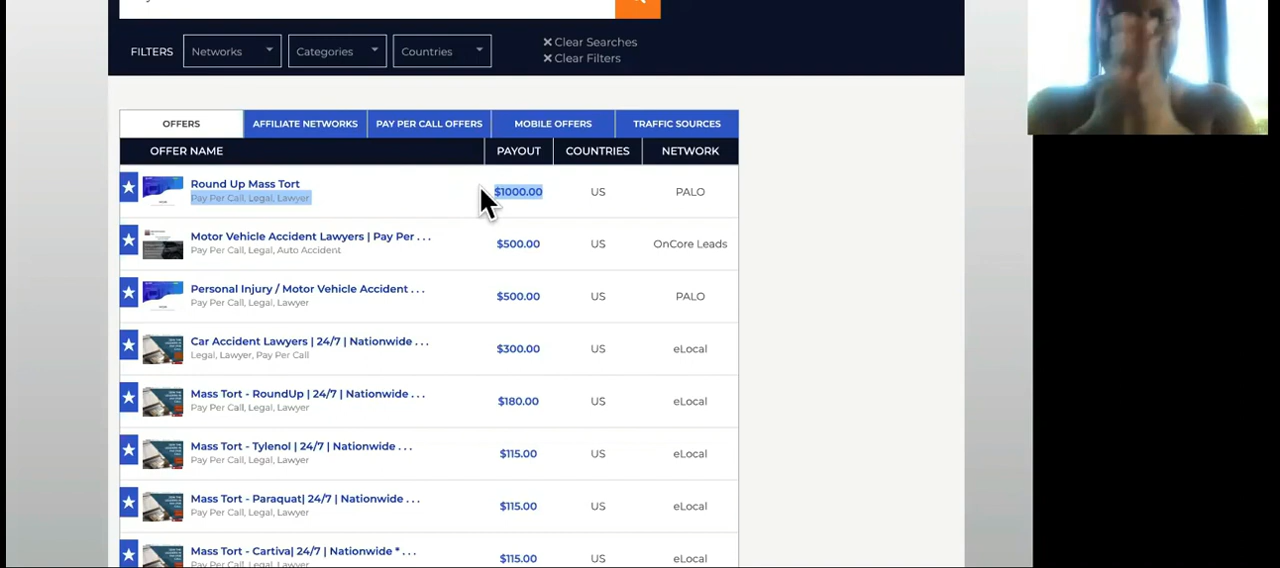 FILTERS
Networks
Categories
Countries
× Clear Searches
× Clear Filters
OFFERS
AFFILIATE NETWORKS
PAY PER CALL OFFERS
MOBILE OFFERS
TRAFFIC SOURCES
OFFER NAME PAYOUT COUNTRIES NETWORK
Round Up Mass Tort
Pay Per Call, Legal, Lawyer
$1000.00 US PALO
Motor Vehicle Accident Lawyers | Pay Per . . .
Pay Per Call, Legal, Auto Accident
$500.00 US OnCore Leads
Personal Injury / Motor Vehicle Accident . . .
Pay Per Call, Legal, Lawyer
$500.00 US PALO
Car Accident Lawyers | 24/7 | Nationwide . . .
Legal, Lawyer, Pay Per Call
$300.00 US eLocal
Mass Tort - RoundUp | 24/7 | Nationwide . . .
Pay Per Call, Legal, Lawyer
$180.00 US eLocal
Mass Tort - Tylenol | 24/7 | Nationwide . . .
Pay Per Call, Legal, Lawyer
$115.00 US eLocal
Mass Tort - Paraquat| 24/7 | Nationwide . . .
Pay Per Call, Legal, Lawyer
$115.00 US eLocal
Mass Tort - Cartiva| 24/7 | Nationwide * . . .
Pay Per Call, Legal, Lawyer
$115.00 US eLocal